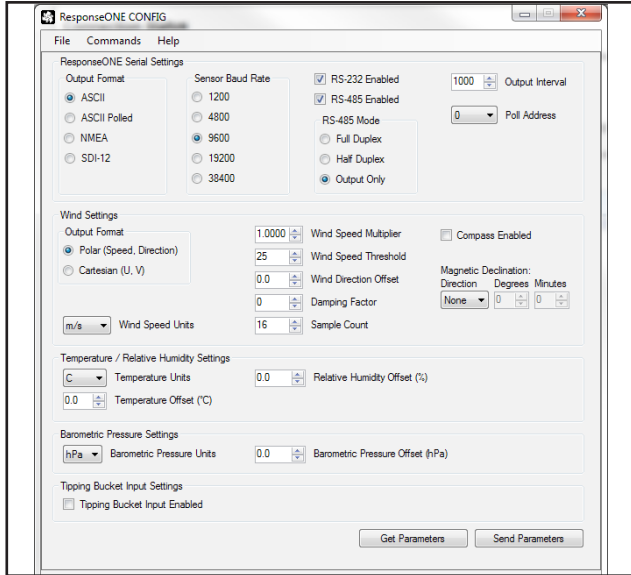 ResponseONE CONFIG
File Commands Help
ResponseONE Serial Settings
Output Format
ASCII
ASCII Polled
NMEA
SDI-12
Sensor Baud Rate
1200
4800
9600
19200
38400
RS-232 Enabled
RS-485 Enabled
RS-485 Mode
Full Duplex
Half Duplex
Output Only
1000 Output Interval
0 Poll Address
Wind Settings
Output Format
Polar (Speed, Direction)
Cartesian (U, V)
m/s Wind Speed Units
1.0000 Wind Speed Multiplier
25 Wind Speed Threshold
0.0 Wind Direction Offset
0 Damping Factor
16 Sample Count
Compass Enabled
Magnetic Declination:
Direction Degrees Minutes
None 0 0
Temperature / Relative Humidity Settings
C Temperature Units
0.0 Relative Humidity Offset (%)
0.0 Temperature Offset (°C)
Barometric Pressure Settings
hPa Barometric Pressure Units
0.0 Barometric Pressure Offset (hPa)
Tipping Bucket Input Settings
Tipping Bucket Input Enabled
Get Parameters Send Parameters